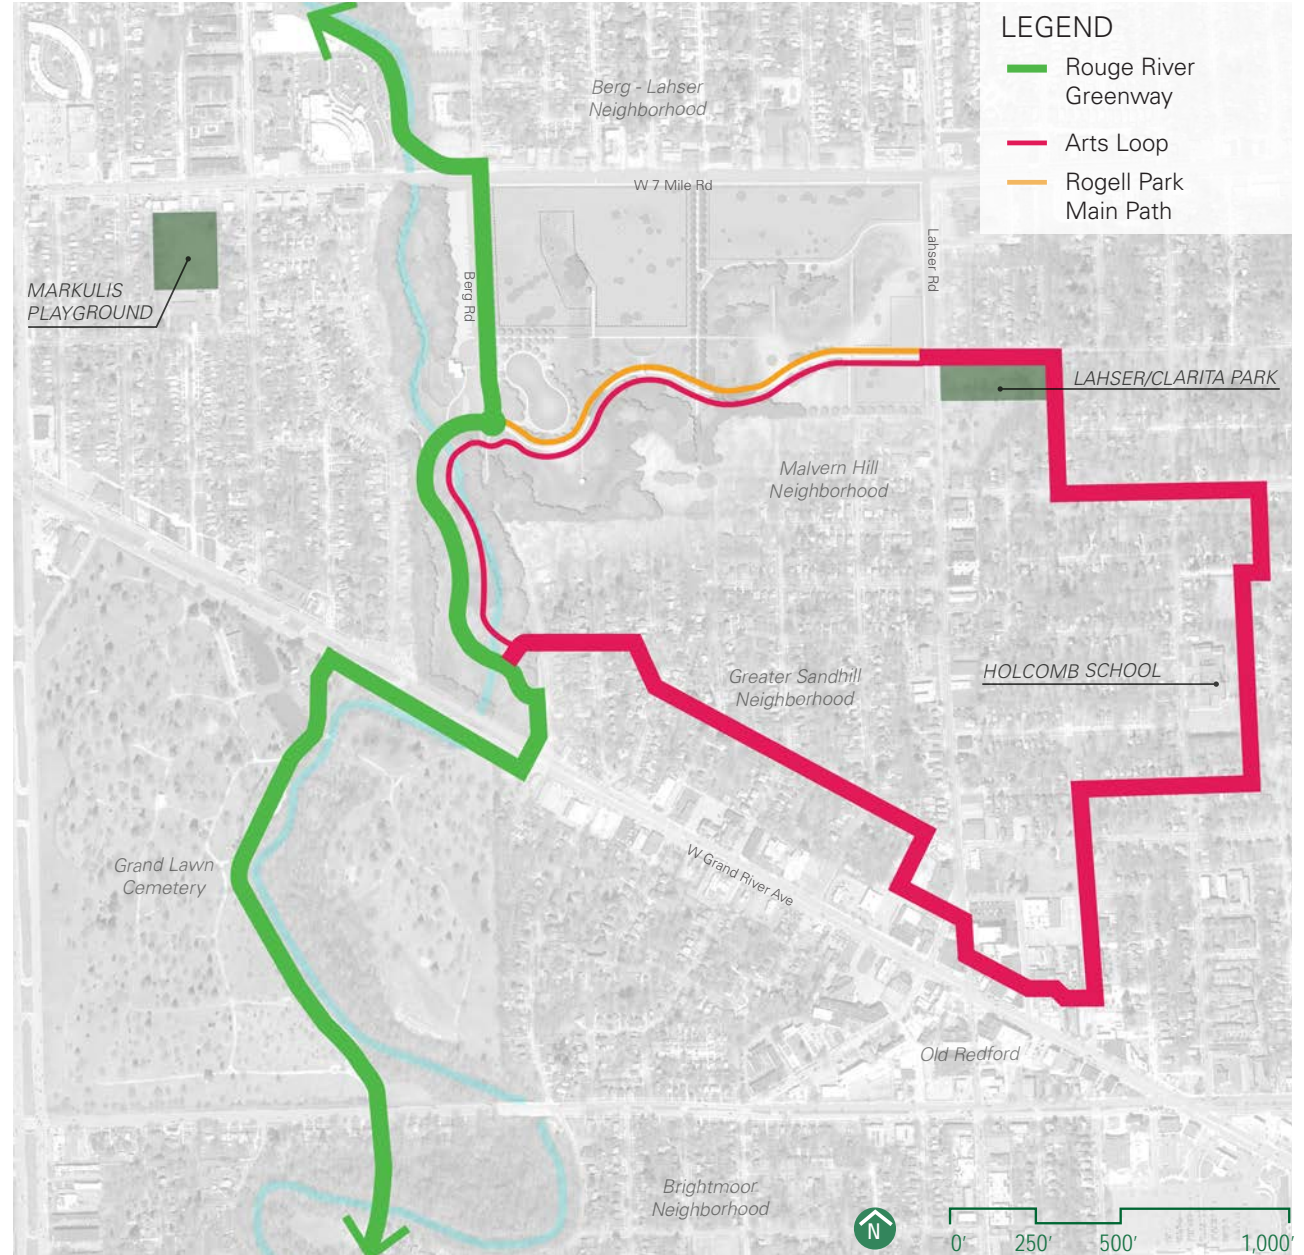 LEGEND
Rouge River
Greenway
Arts Loop
Rogell Park
Main Path
Berg - Lahser
Neighborhood
W 7 Mile Rd
Lahser Rd
Berg Rd
MARKULIS
PLAYGROUND
LAHSER/CLARITA PARK
Malvern Hill
Neighborhood
HOLCOMB SCHOOL
Greater Sandhill
Neighborhood
W Grand River Ave
Grand Lawn
Cemetery
Old Redford
Brightmoor
Neighborhood
N
0' 250' 500' 1,000'